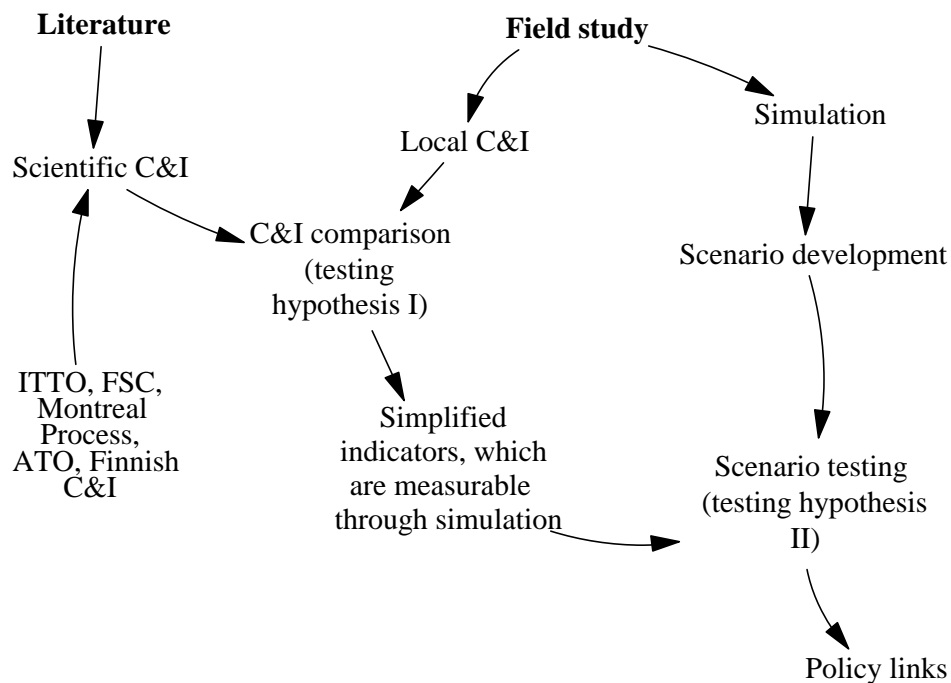 Literature
Field study
Simulation
Local C&I
Scientific C&I
C&I comparison
(testing
hypothesis I)
Scenario development
ITTO, FSC,
Montreal
Process,
ATO, Finnish
C&I
Simplified
indicators, which
are measurable
through simulation
Scenario testing
(testing hypothesis
II)
Policy links